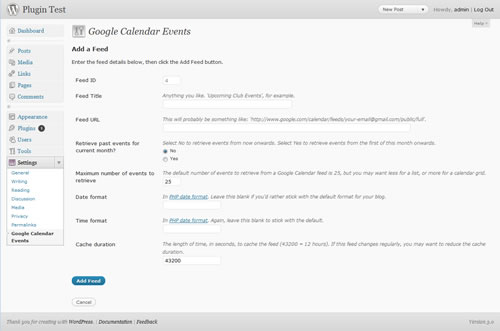 Plugin Test
New Post
Howdy, admin | Log Out
Help
Dashboard
Posts
Media
Links
Pages
Comments
Appearance
Plugins
Users
Tools
Settings
General
Writing
Reading
Discussion
Media
Privacy
Permalinks
Google Calendar
Events
Google Calendar Events
Add a Feed
Enter the feed details below, then click the Add Feed button.
Feed ID
4
Feed Title
Anything you like. 'Upcoming Club Events', for example.
Feed URL
This will probably be something like: 'http://www.google.com/calendar/feeds/your-email@gmail.com/public/full'.
Retrieve past events for
current month?
Select No to retrieve events from now onwards. Select Yes to retrieve events from the first of this month onwards.
No
Yes
Maximum number of events to
retrieve
The default number of events to retrieve from a Google Calendar feed is 25, but you may want less for a list, or more for a calendar grid.
25
Date format
In PHP date format. Leave this blank if you'd rather stick with the default format for your blog.
Time format
In PHP date format. Again, leave this blank to stick with the default.
Cache duration
The length of time, in seconds, to cache the feed (43200 = 12 hours). If this feed changes regularly, you may want to reduce the cache
duration.
43200
Add Feed
Cancel
Thank you for creating with WordPress. | Documentation | Feedback
Version 3.0